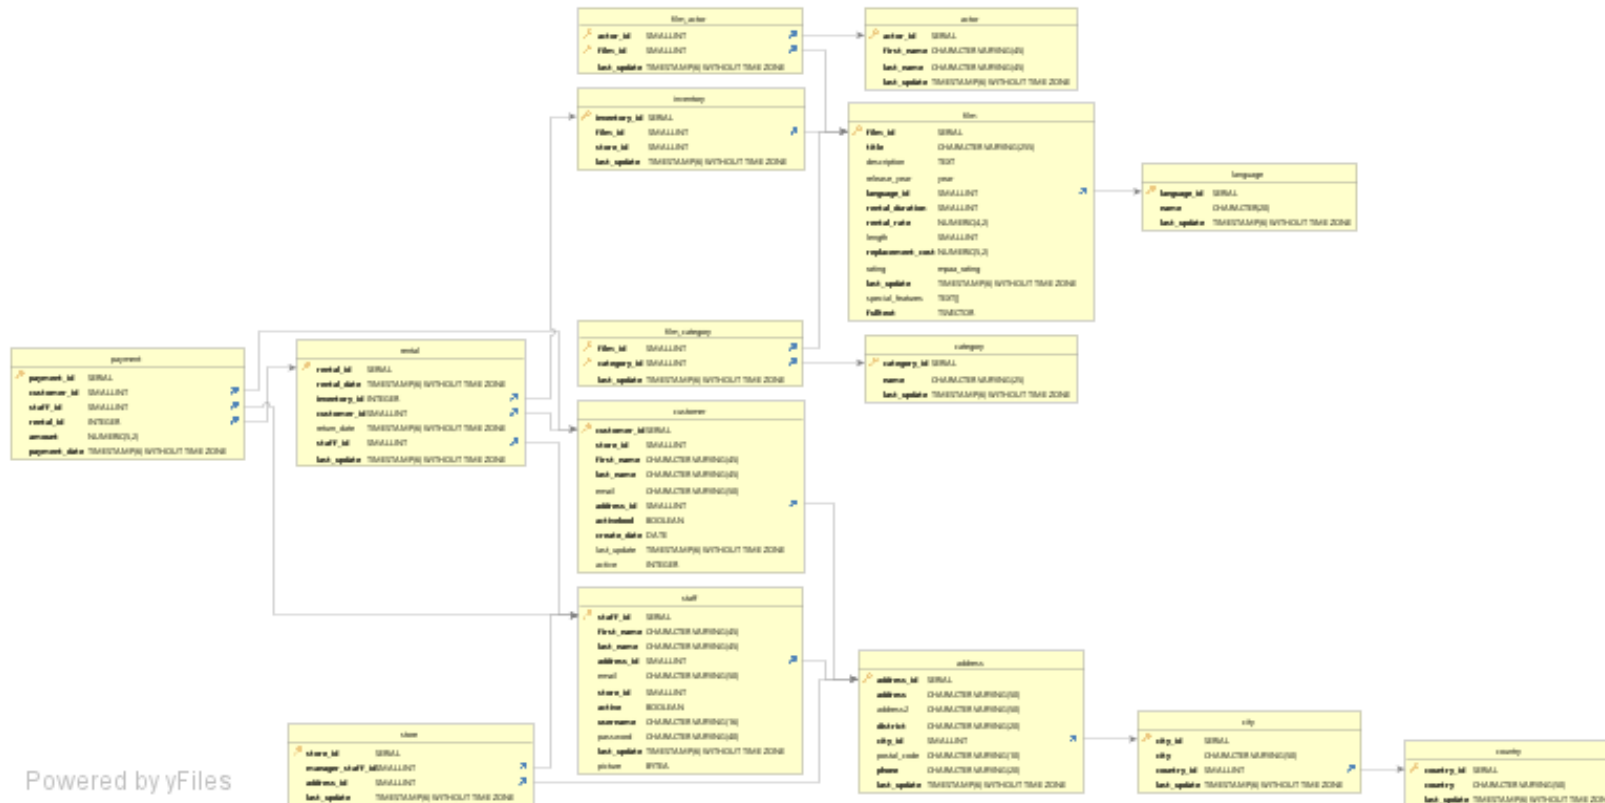 film_actor
actor_id SMALLINT
film_id SMALLINT
last_update TIMESTAMP(6) WITHOUT TIME ZONE
actor
actor_id SERIAL
first_name CHARACTER VARYING(45)
last_name CHARACTER VARYING(45)
last_update TIMESTAMP(6) WITHOUT TIME ZONE
inventory
inventory_id SERIAL
film_id SMALLINT
store_id SMALLINT
last_update TIMESTAMP(6) WITHOUT TIME ZONE
film
film_id SERIAL
title CHARACTER VARYING(255)
description TEXT
release_year year
language_id SMALLINT
rental_duration SMALLINT
rental_rate NUMERIC(4,2)
length SMALLINT
replacement_cost NUMERIC(5,2)
rating mpaa_rating
last_update TIMESTAMP(6) WITHOUT TIME ZONE
special_features TEXT[]
fulltext TSVECTOR
language
language_id SERIAL
name CHARACTER(20)
last_update TIMESTAMP(6) WITHOUT TIME ZONE
film_category
film_id SMALLINT
category_id SMALLINT
last_update TIMESTAMP(6) WITHOUT TIME ZONE
category
category_id SERIAL
name CHARACTER VARYING(25)
last_update TIMESTAMP(6) WITHOUT TIME ZONE
payment
payment_id SERIAL
customer_id SMALLINT
staff_id SMALLINT
rental_id INTEGER
amount NUMERIC(5,2)
payment_date TIMESTAMP(6) WITHOUT TIME ZONE
rental
rental_id SERIAL
rental_date TIMESTAMP(6) WITHOUT TIME ZONE
inventory_id INTEGER
customer_id SMALLINT
return_date TIMESTAMP(6) WITHOUT TIME ZONE
staff_id SMALLINT
last_update TIMESTAMP(6) WITHOUT TIME ZONE
customer
customer_id SERIAL
store_id SMALLINT
first_name CHARACTER VARYING(45)
last_name CHARACTER VARYING(45)
email CHARACTER VARYING(50)
address_id SMALLINT
activebool BOOLEAN
create_date DATE
last_update TIMESTAMP(6) WITHOUT TIME ZONE
active INTEGER
staff
staff_id SERIAL
first_name CHARACTER VARYING(45)
last_name CHARACTER VARYING(45)
address_id SMALLINT
email CHARACTER VARYING(50)
store_id SMALLINT
active BOOLEAN
username CHARACTER VARYING(16)
password CHARACTER VARYING(40)
last_update TIMESTAMP(6) WITHOUT TIME ZONE
picture BYTEA
address
address_id SERIAL
address CHARACTER VARYING(50)
address2 CHARACTER VARYING(50)
district CHARACTER VARYING(20)
city_id SMALLINT
postal_code CHARACTER VARYING(10)
phone CHARACTER VARYING(20)
last_update TIMESTAMP(6) WITHOUT TIME ZONE
city
city_id SERIAL
city CHARACTER VARYING(50)
country_id SMALLINT
last_update TIMESTAMP(6) WITHOUT TIME ZONE
country
country_id SERIAL
country CHARACTER VARYING(50)
last_update TIMESTAMP(6) WITHOUT TIME ZON
store
store_id SERIAL
manager_staff_id SMALLINT
address_id SMALLINT
last_update TIMESTAMP(6) WITHOUT TIME ZONE
Powered by yFiles